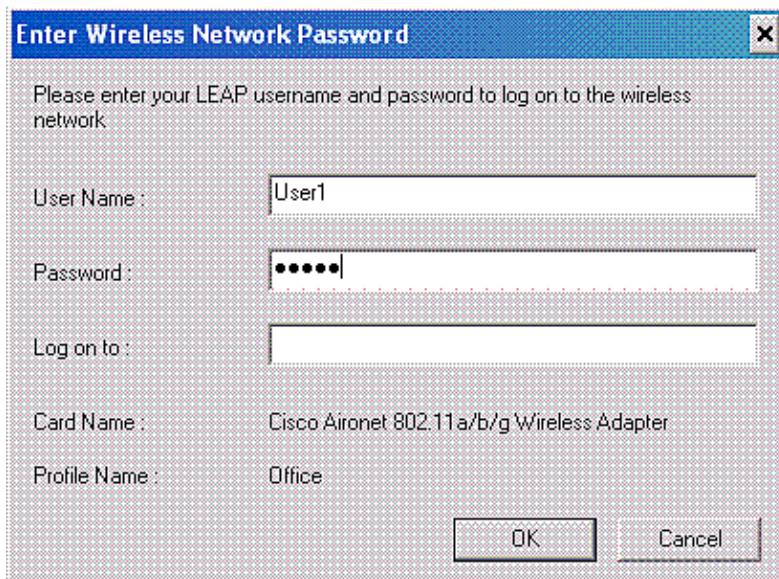 Enter Wireless Network Password
Please enter your LEAP username and password to log on to the wireless
network
User Name : User1
Password : ●●●●●
Log on to :
Card Name : Cisco Aironet 802.11a/b/g Wireless Adapter
Profile Name : Office
OK Cancel